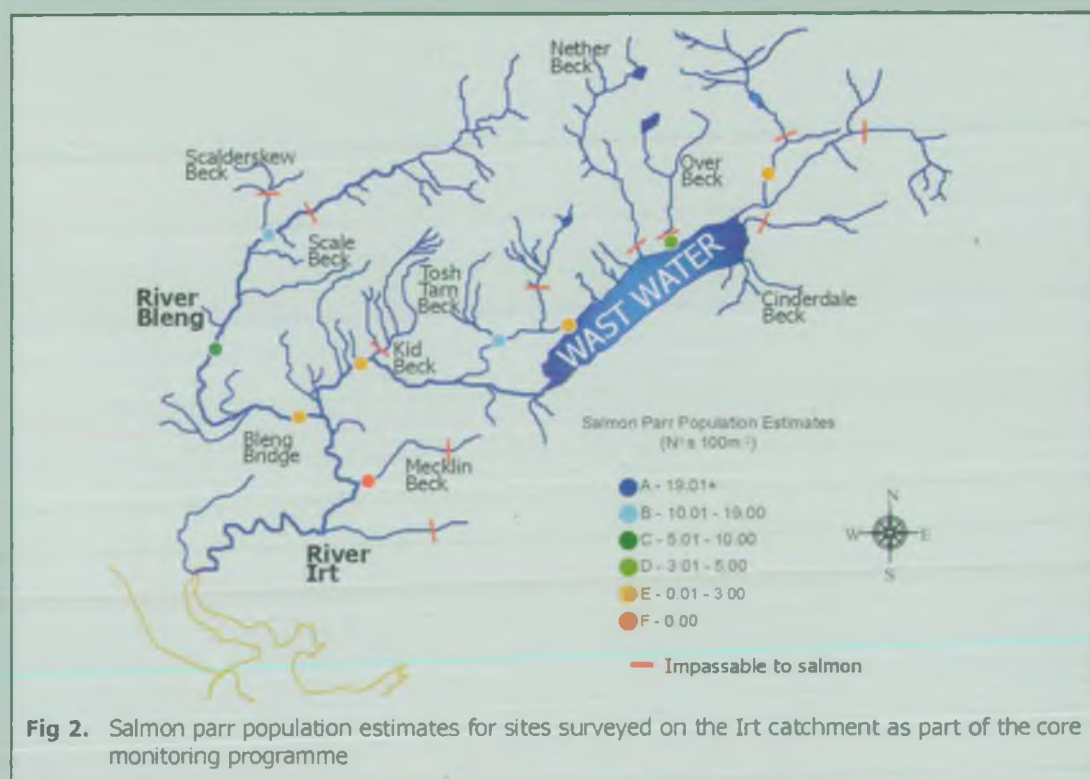 Nether
Beck
Scalderskew
Beck
Over
Beck
Scale
Beck
Tosh
Tarn
Beck
River
Bleng
WAST WATER
Cinderdale
Beck
Kid
Beck
Bleng
Bridge
Mecklin
Beck
River
Irt
Salmon Parr Population Estimates
(Nºs 100m⁻²)
A - 19.01+
B - 10.01 - 19.00
C - 5.01 - 10.00
D - 3.01 - 5.00
E - 0.01 - 3.00
F - 0.00
Impassable to salmon
N
W E
S
Fig 2. Salmon parr population estimates for sites surveyed on the Irt catchment as part of the core
monitoring programme